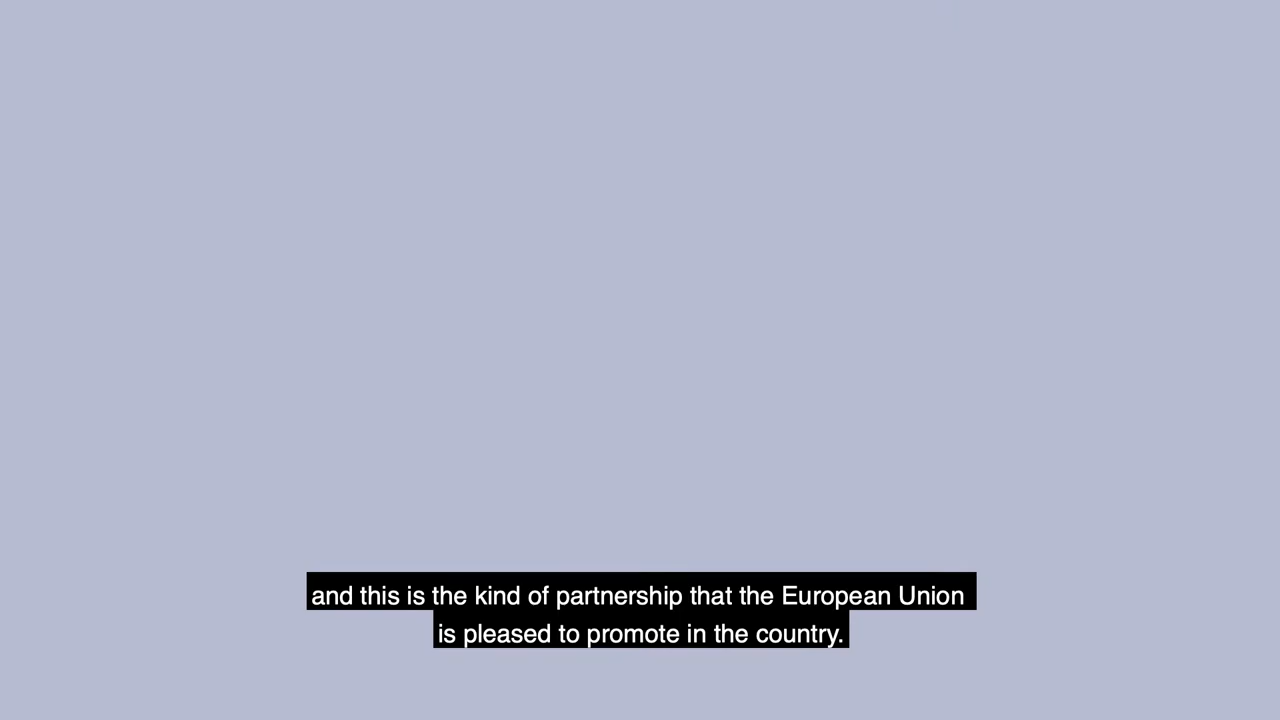 and this is the kind of partnership that the European Union
is pleased to promote in the country.